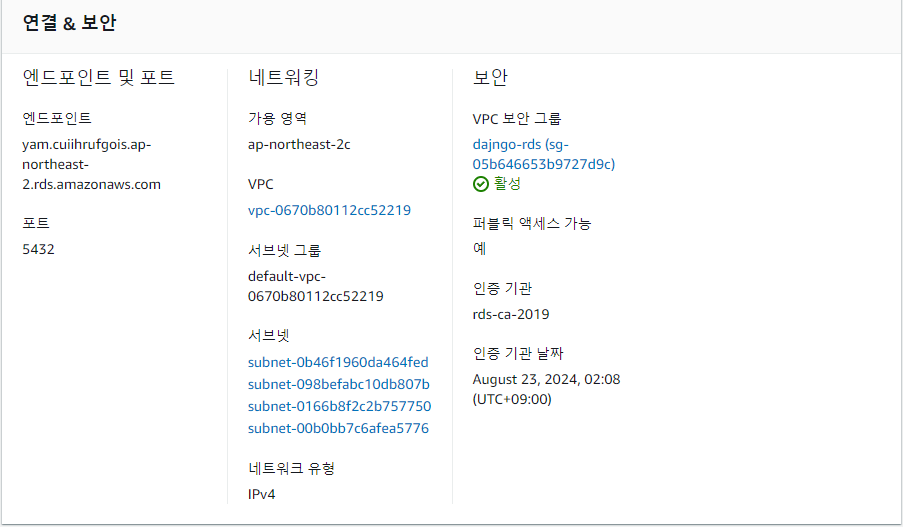 연결 & 보안
엔드포인트 및 포트
엔드포인트
yam.cuiihrufgois.ap-
northeast-
2.rds.amazonaws.com
포트
5432
네트워킹
가용 영역
ap-northeast-2c
VPC
vpc-0670b80112cc52219
서브넷 그룹
default-vpc-
0670b80112cc52219
서브넷
subnet-0b46f1960da464fed
subnet-098befabc10db807b
subnet-0166b8f2c2b757750
subnet-00b0bb7c6afea5776
네트워크 유형
IPv4
보안
VPC 보안 그룹
dajngo-rds (sg-
05b646653b9727d9c)
활성
퍼블릭 액세스 가능
예
인증 기관
rds-ca-2019
인증 기관 날짜
August 23, 2024, 02:08
(UTC+09:00)